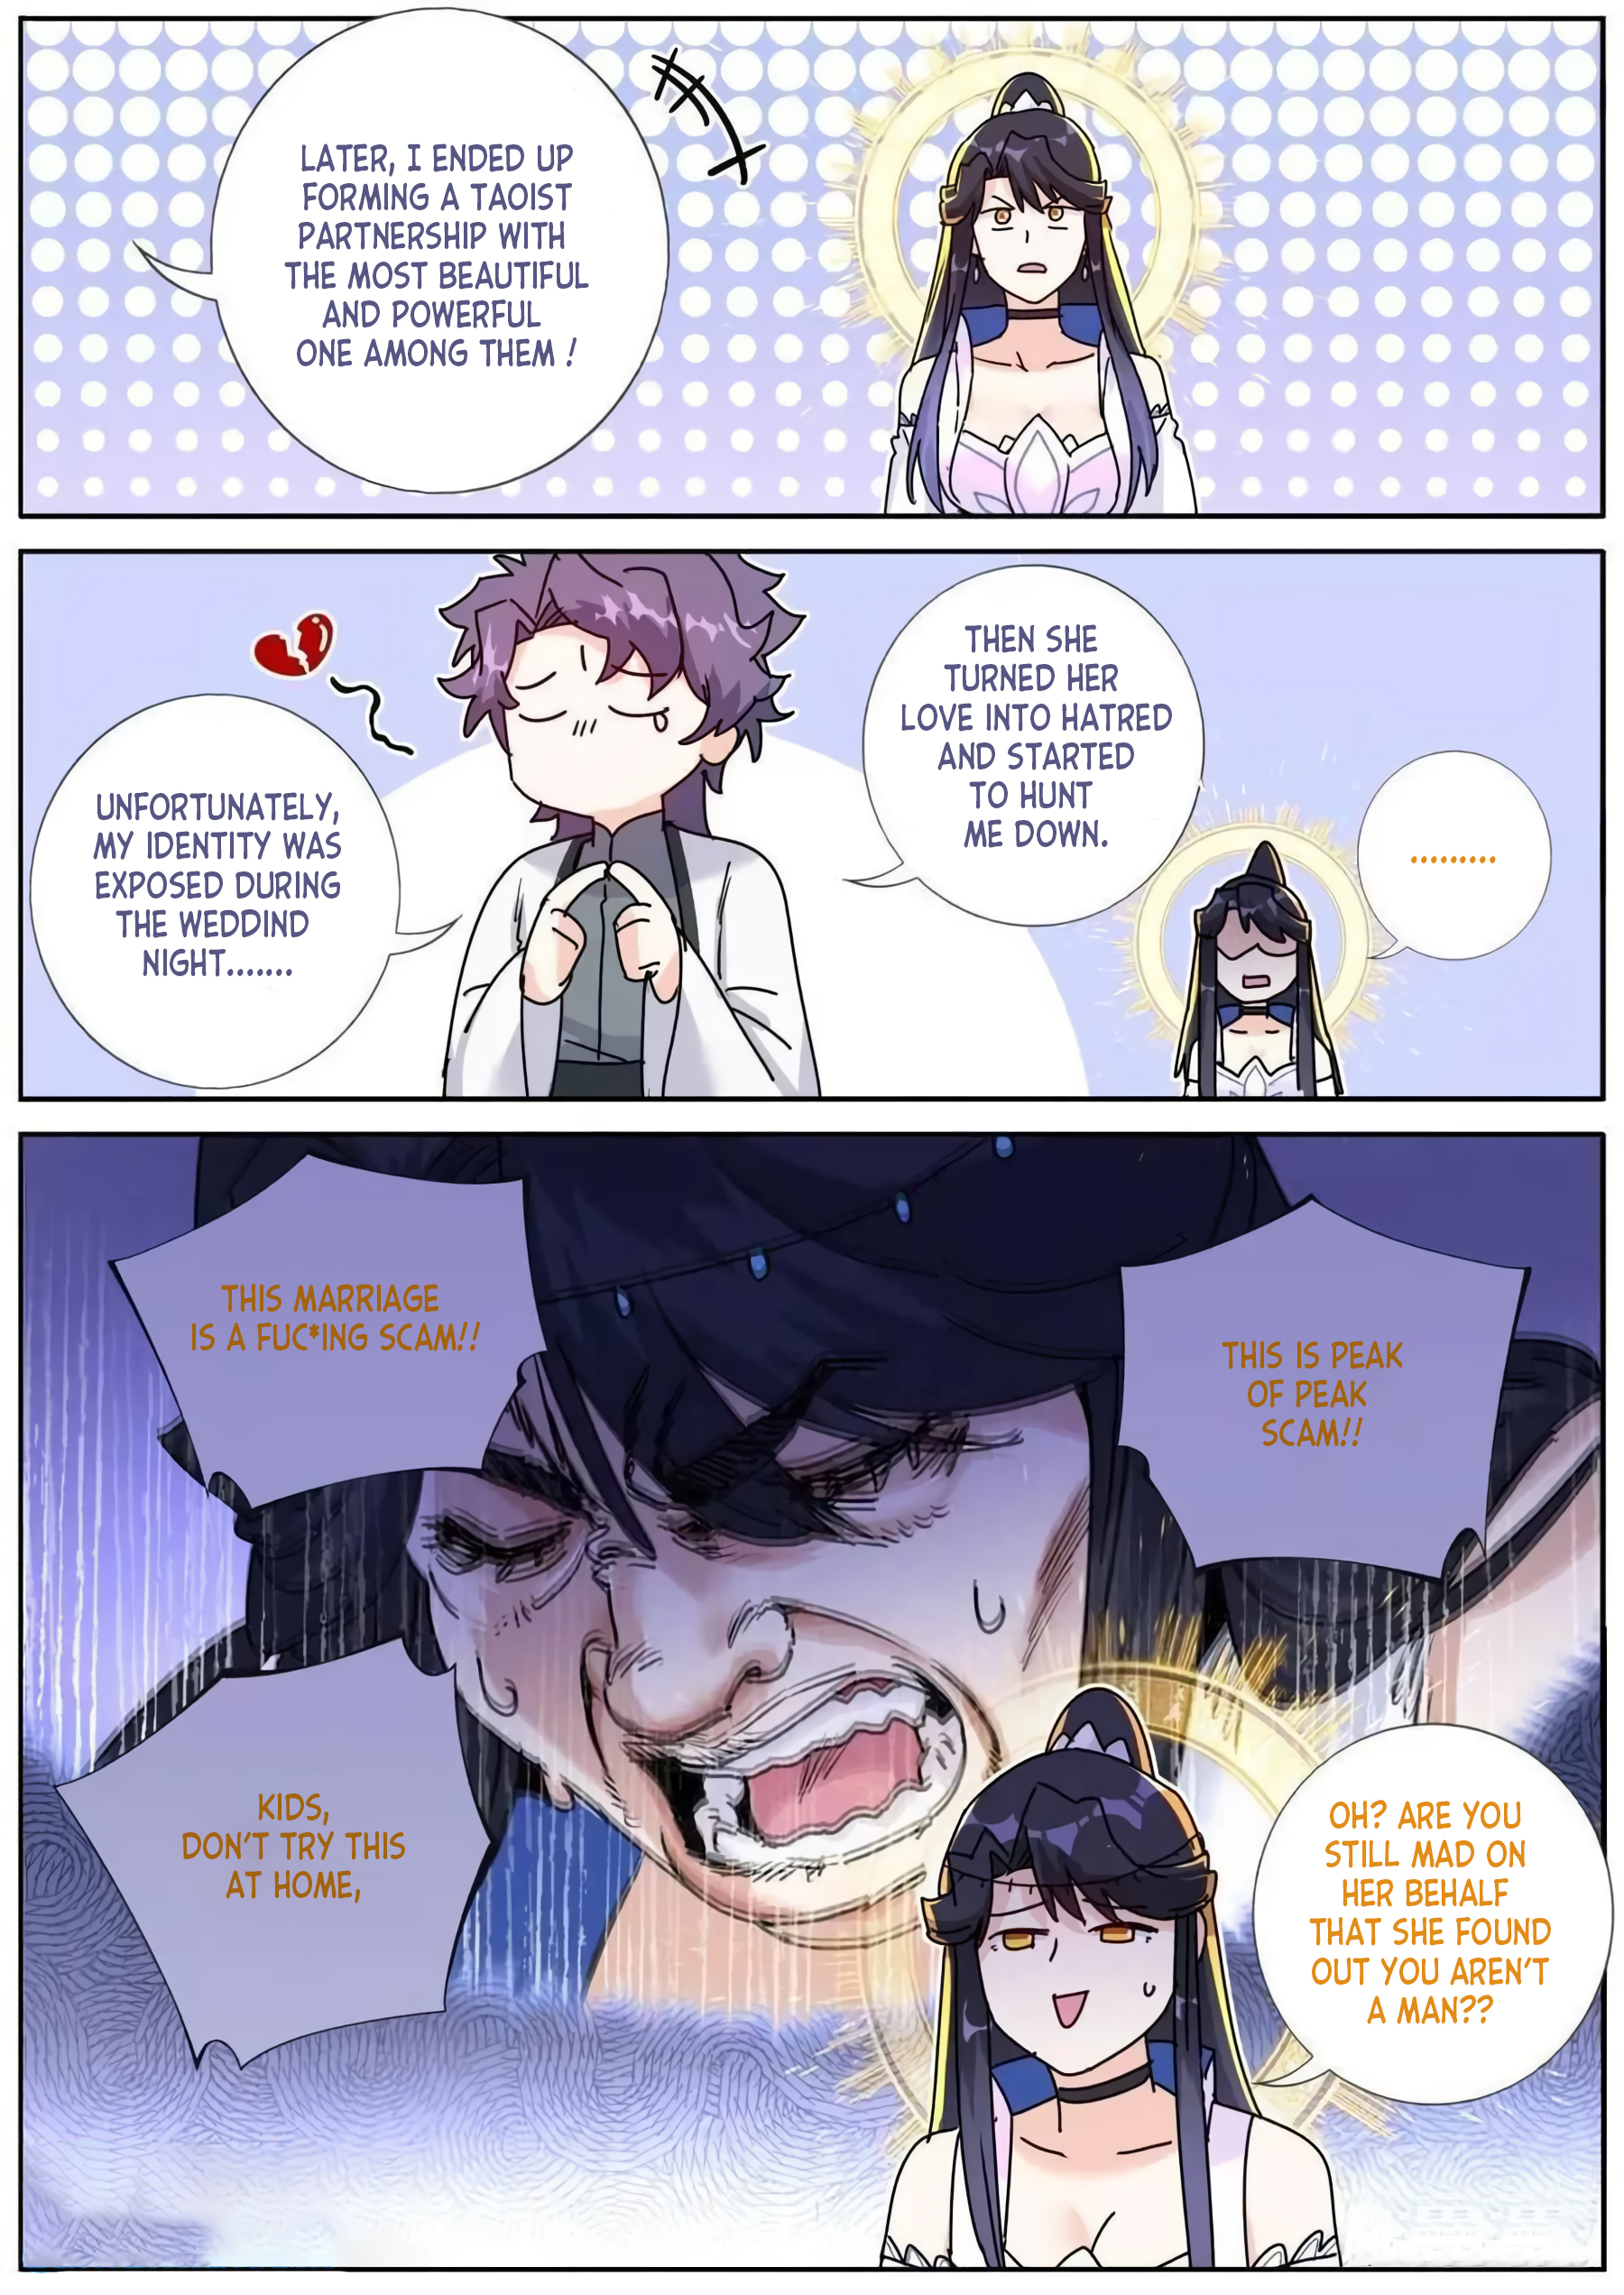 LATER, I ENDED UP
FORMING A TAOIST
PARTNERSHIP WITH
THE MOST BEAUTIFUL
AND POWERFUL
ONE AMONG THEM !
UNFORTUNATELY,
MY IDENTITY WAS
EXPOSED DURING
THE WEDDIND
NIGHT.......
THEN SHE
TURNED HER
LOVE INTO HATRED
AND STARTED
TO HUNT
ME DOWN.
.........
THIS MARRIAGE
IS A FUC*ING SCAM!!
THIS IS PEAK
OF PEAK
SCAM!!
KIDS,
DON'T TRY THIS
AT HOME,
OH? ARE YOU
STILL MAD ON
HER BEHALF
THAT SHE FOUND
OUT YOU AREN'T
A MAN??